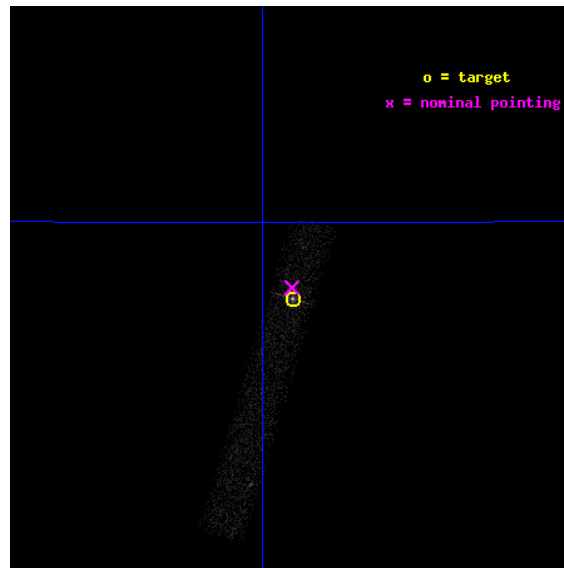 o = target
x = nominal pointing